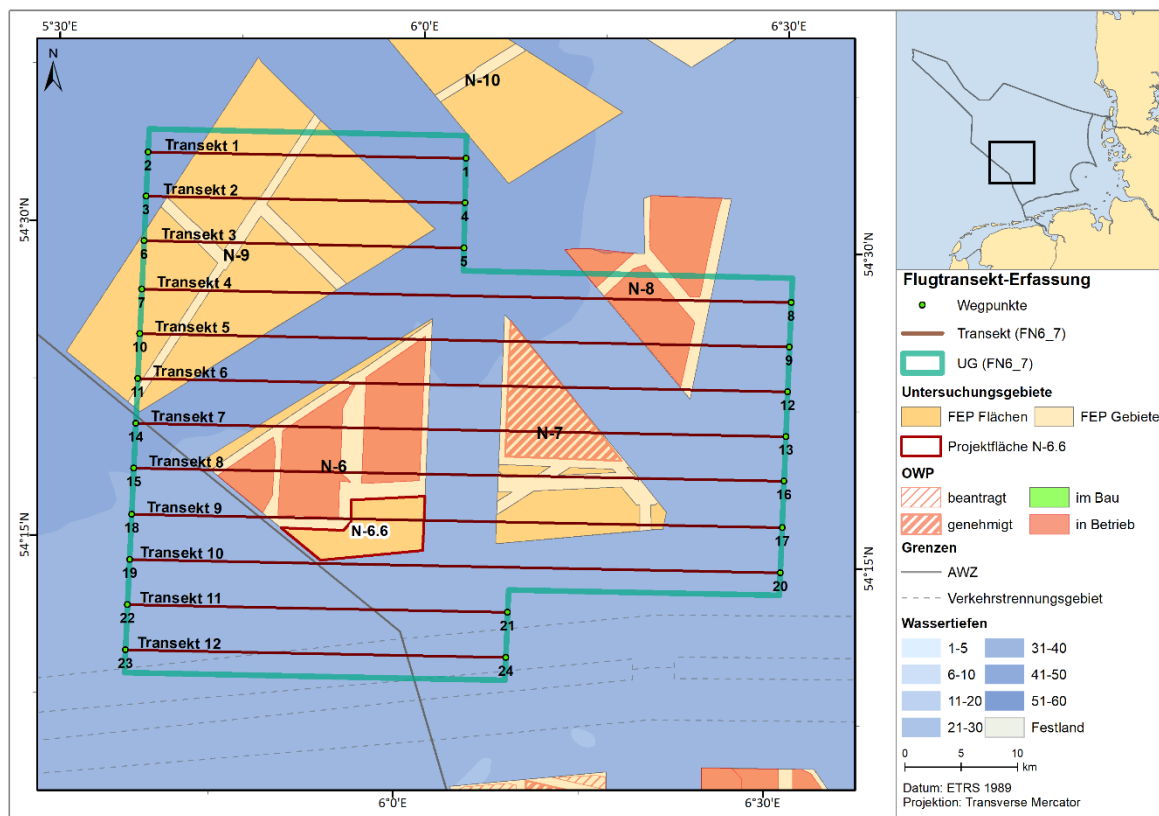 5°30'E
6°0'E
6°30'E
N
N-10
Transekt 1
2
1
Transekt 2
3
4
54°30'N
Transekt 3
6
5
N-9
54°30'N
Transekt 4
7
N-8
8
Transekt 5
10
9
Transekt 6
11
12
Transekt 7
14
N-7
13
Transekt 8
15
N-6
16
Transekt 9
18
N-6.6
17
54°15'N
Transekt 10
19
54°15'N
20
Transekt 11
22
21
Transekt 12
23
24
6°0'E
6°30'E
Flugtransekt-Erfassung
Wegpunkte
Transekt (FN6_7)
UG (FN6_7)
Untersuchungsgebiete
FEP Flächen
FEP Gebiete
Projektfläche N-6.6
OWP
beantragt
im Bau
genehmigt
in Betrieb
Grenzen
AWZ
Verkehrstrennungsgebiet
Wassertiefen
1-5
31-40
6-10
41-50
11-20
51-60
21-30
Festland
0 5 10
km
Datum: ETRS 1989
Projektion: Transverse Mercator